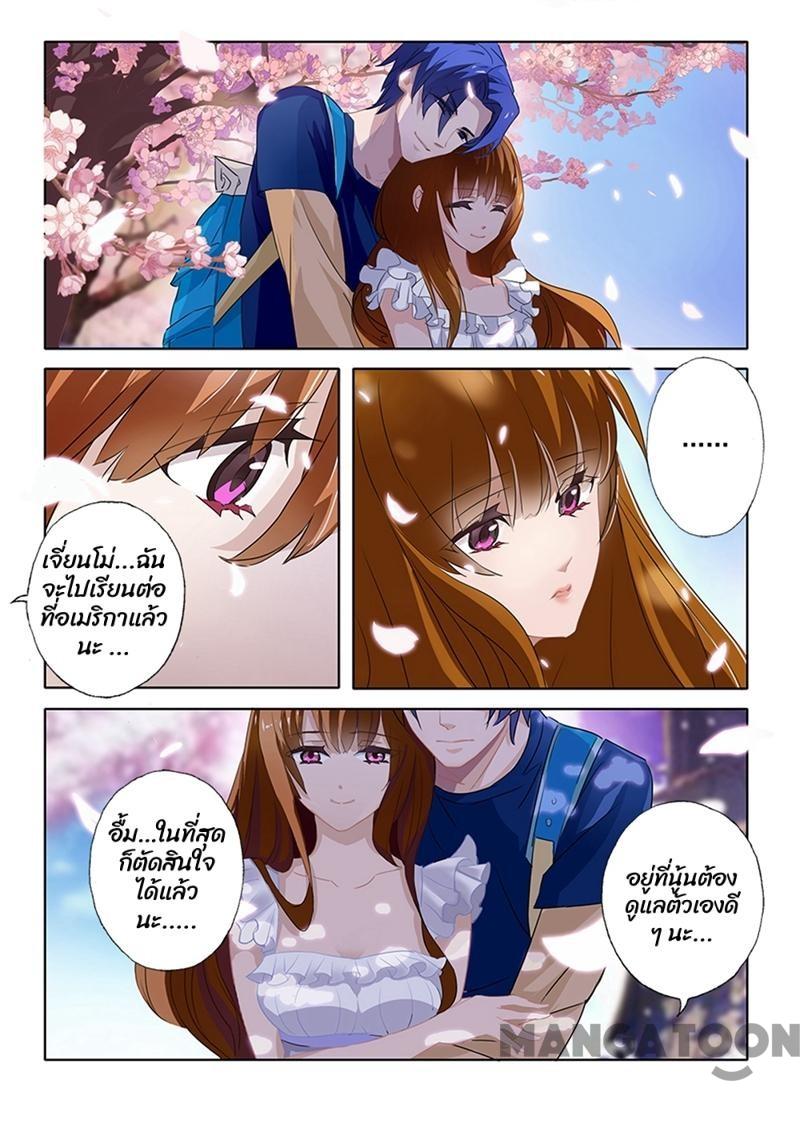 ......
เจี่ยนโม่...ฉัน
จะไปเรียนต่อ
ที่อเมริกาแล้ว
นะ ...
อื้ม...ในที่สุด
ก็ตัดสินใจ
ได้แล้ว
นะ.....
อยู่ที่นู้นต้อง
ดูแลตัวเองดี
ๆ นะ...
MANGATOON